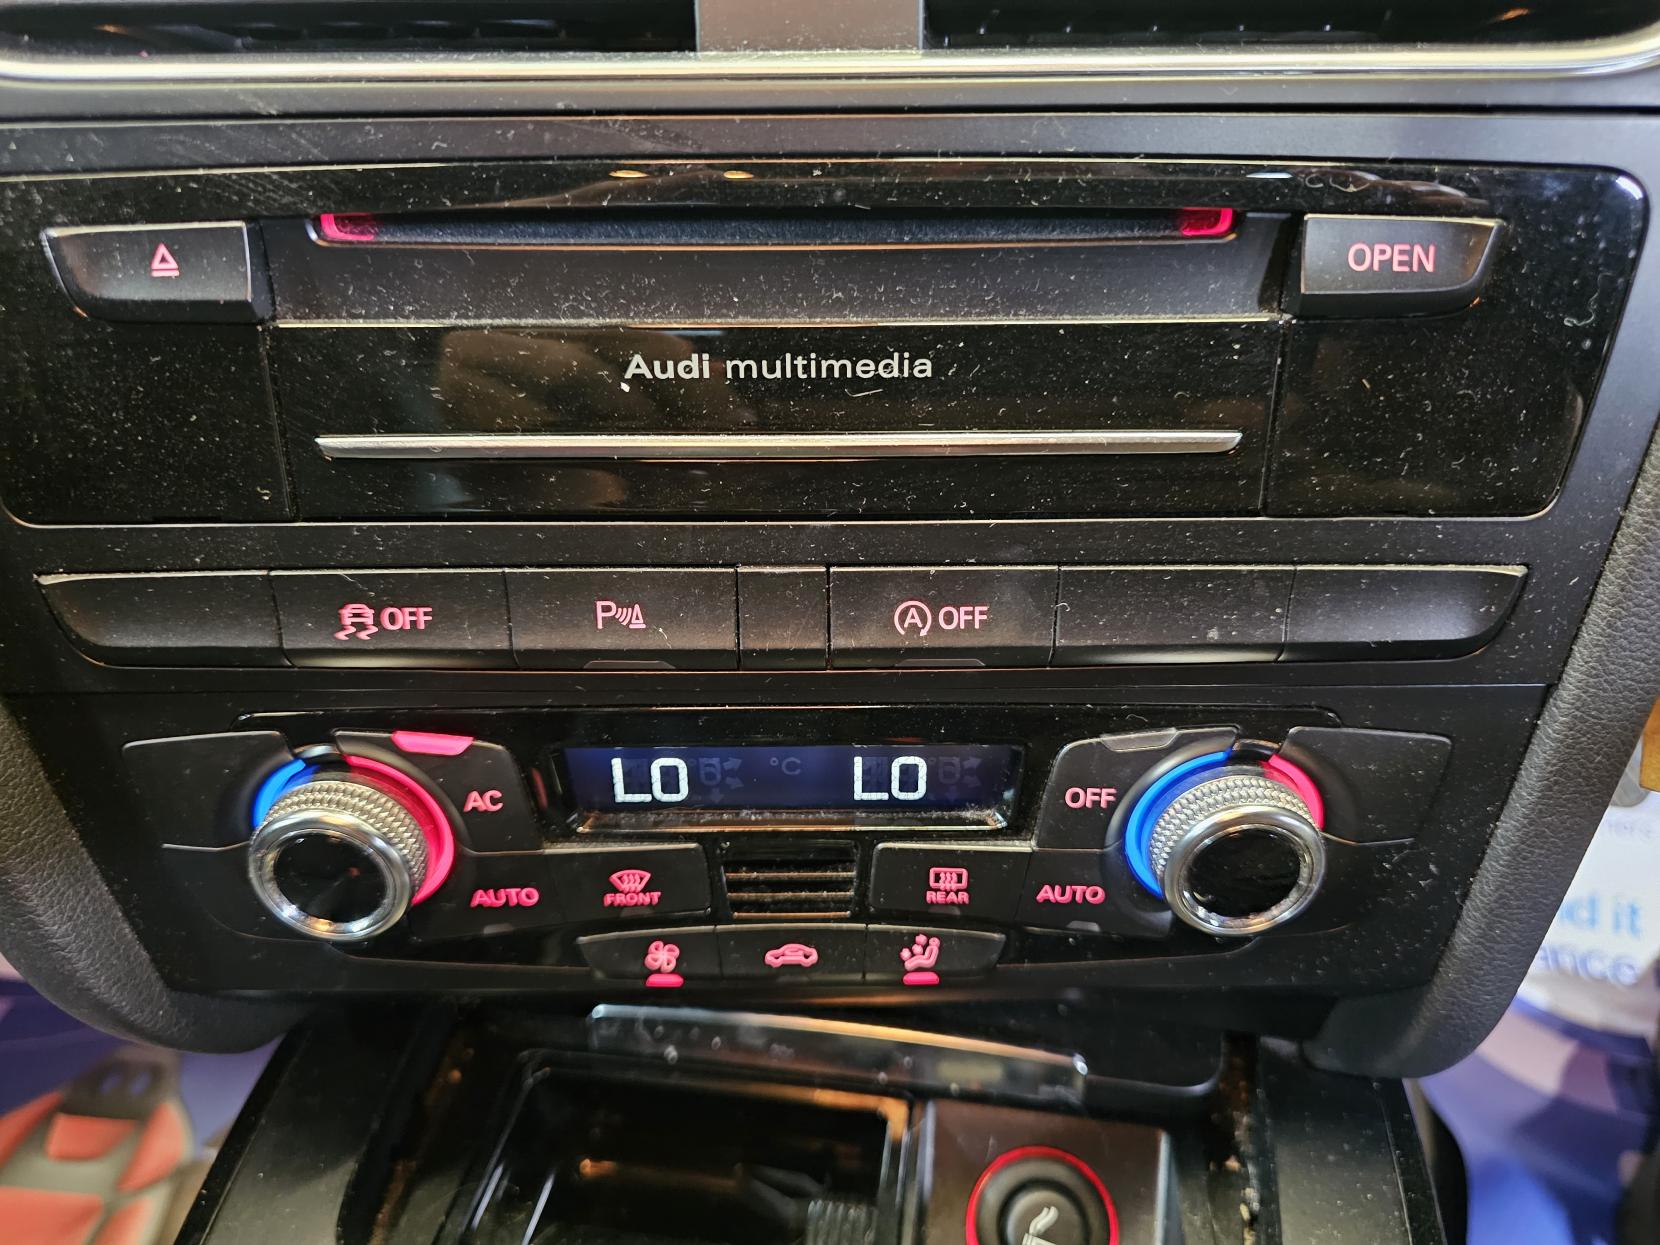 OPEN
Audi multimedia
OFF
P
A OFF
LO °C LO
AC
OFF
AUTO
FRONT
REAR
AUTO